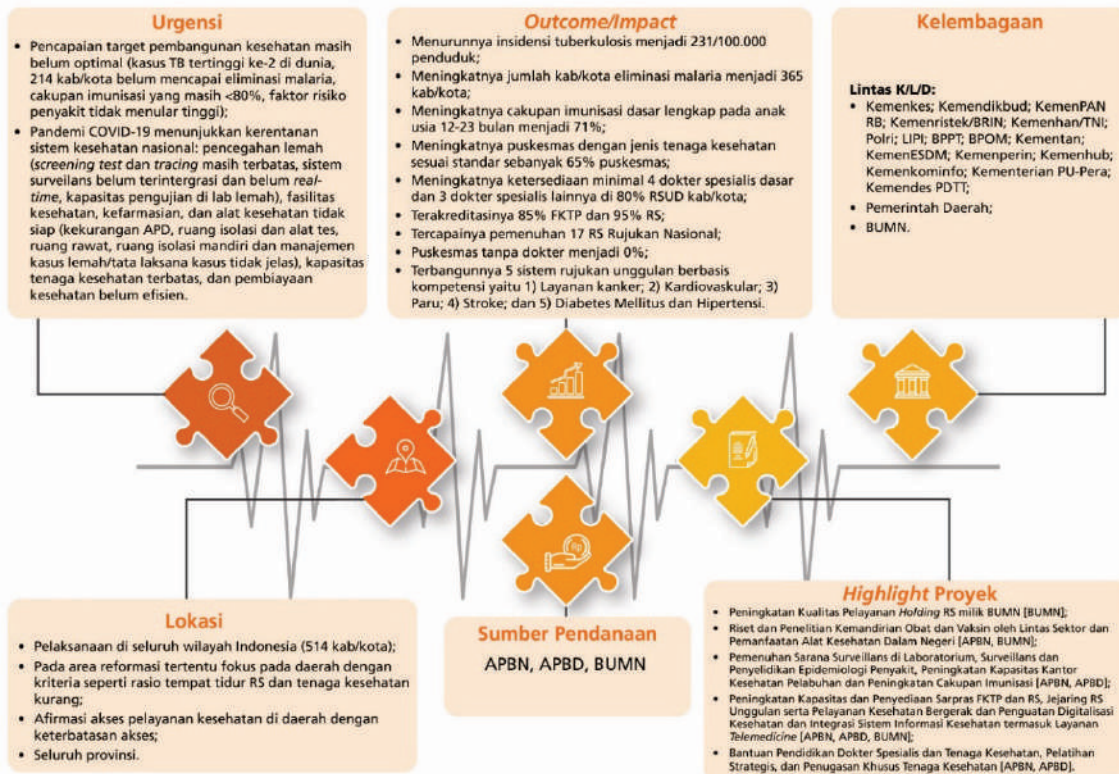 Urgensi
• Pencapaian target pembangunan kesehatan masih
belum optimal (kasus TB tertinggi ke-2 di dunia,
214 kab/kota belum mencapai eliminasi malaria,
cakupan imunisasi yang masih <80%, faktor risiko
penyakit tidak menular tinggi);
• Pandemi COVID-19 menunjukkan kerentanan
sistem kesehatan nasional: pencegahan lemah
(screening test dan tracing masih terbatas, sistem
surveilans belum terintergrasi dan belum real-
time, kapasitas pengujian di lab lemah), fasilitas
kesehatan, kefarmasian, dan alat kesehatan tidak
siap (kekurangan APD, ruang isolasi dan alat tes,
ruang rawat, ruang isolasi mandiri dan manajemen
kasus lemah/tata laksana kasus tidak jelas), kapasitas
tenaga kesehatan terbatas, dan pembiayaan
kesehatan belum efisien.
Outcome/Impact
• Menurunnya insidensi tuberkulosis menjadi 231/100.000
penduduk;
• Meningkatnya jumlah kab/kota eliminasi malaria menjadi 365
kab/kota;
• Meningkatnya cakupan imunisasi dasar lengkap pada anak
usia 12-23 bulan menjadi 71%;
• Meningkatnya puskesmas dengan jenis tenaga kesehatan
sesuai standar sebanyak 65% puskesmas;
• Meningkatnya ketersediaan minimal 4 dokter spesialis dasar
dan 3 dokter spesialis lainnya di 80% RSUD kab/kota;
• Terakreditasinya 85% FKTP dan 95% RS;
• Tercapainya pemenuhan 17 RS Rujukan Nasional;
• Puskesmas tanpa dokter menjadi 0%;
• Terbangunnya 5 sistem rujukan unggulan berbasis
kompetensi yaitu 1) Layanan kanker; 2) Kardiovaskular; 3)
Paru; 4) Stroke; dan 5) Diabetes Mellitus dan Hipertensi.
Kelembagaan
Lintas K/L/D:
• Kemenkes; Kemendikbud; KemenPAN
RB; Kemenristek/BRIN; Kemenhan/TNI;
Polri; LIPI; BPPT; BPOM; Kementan;
KemenESDM; Kemenperin; Kemenhub;
Kemenkominfo; Kementerian PU-Pera;
Kemendes PDTT;
• Pemerintah Daerah;
• BUMN.
Rp
Lokasi
• Pelaksanaan di seluruh wilayah Indonesia (514 kab/kota);
• Pada area reformasi tertentu fokus pada daerah dengan
kriteria seperti rasio tempat tidur RS dan tenaga kesehatan
kurang;
• Afirmasi akses pelayanan kesehatan di daerah dengan
keterbatasan akses;
• Seluruh provinsi.
Sumber Pendanaan
APBN, APBD, BUMN
Highlight Proyek
• Peningkatan Kualitas Pelayanan Holding RS milik BUMN [BUMN];
• Riset dan Penelitian Kemandirian Obat dan Vaksin oleh Lintas Sektor dan
Pemanfaatan Alat Kesehatan Dalam Negeri [APBN, BUMN];
• Pemenuhan Sarana Surveillans di Laboratorium, Surveillans dan
Penyelidikan Epidemiologi Penyakit, Peningkatan Kapasitas Kantor
Kesehatan Pelabuhan dan Peningkatan Cakupan Imunisasi [APBN, APBD];
• Peningkatan Kapasitas dan Penyediaan Sarpras FKTP dan RS, Jejaring RS
Unggulan serta Pelayanan Kesehatan Bergerak dan Penguatan Digitalisasi
Kesehatan dan Integrasi Sistem Informasi Kesehatan termasuk Layanan
Telemedicine [APBN, APBD, BUMN];
• Bantuan Pendidikan Dokter Spesialis dan Tenaga Kesehatan, Pelatihan
Strategis, dan Penugasan Khusus Tenaga Kesehatan [APBN, APBD].